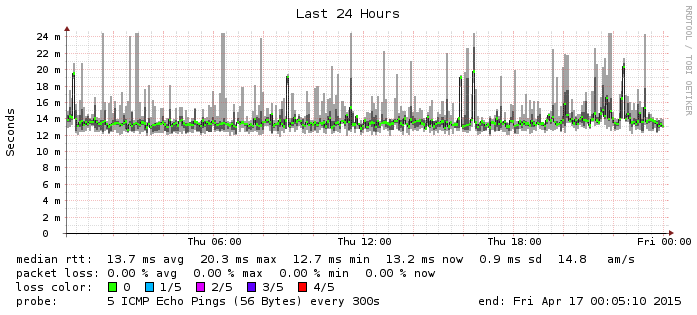 Last 24 Hours
RRDTOOL / TOBI OETIKER
Seconds
24 m
22 m
20 m
18 m
16 m
14 m
12 m
10 m
8 m
6 m
4 m
2 m
0
Thu 06:00 Thu 12:00 Thu 18:00 Fri 00:00
median rtt: 13.7 ms avg 20.3 ms max 12.7 ms min 13.2 ms now 0.9 ms sd 14.8 am/s
packet loss: 0.00 % avg 0.00 % max 0.00 % min 0.00 % now
loss color: 0 1/5 2/5 3/5 4/5
probe: 5 ICMP Echo Pings (56 Bytes) every 300s end: Fri Apr 17 00:05:10 2015